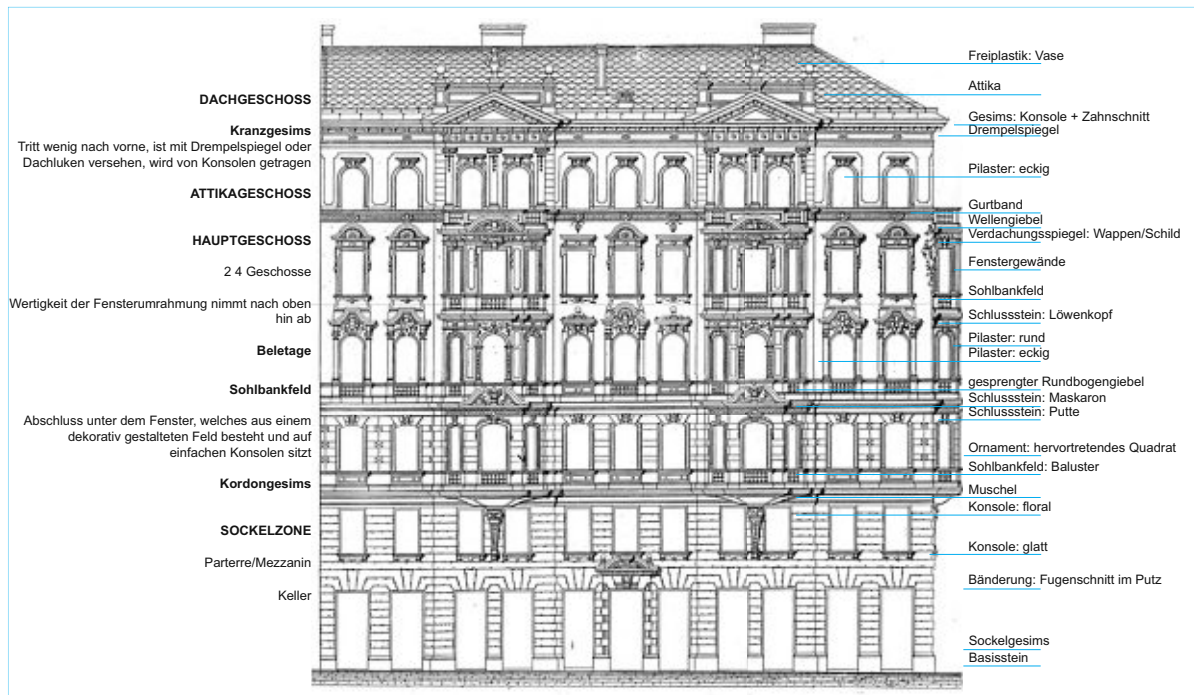 DACHGESCHOSS
Kranzgesims
Tritt wenig nach vorne, ist mit Drempelspiegel oder
Dachluken versehen, wird von Konsolen getragen
ATTIKAGESCHOSS
HAUPTGESCHOSS
2 4 Geschosse
Wertigkeit der Fensterumrahmung nimmt nach oben
hin ab
Beletage
Sohlbankfeld
Abschluss unter dem Fenster, welches aus einem
dekorativ gestalteten Feld besteht und auf
einfachen Konsolen sitzt
Kordongesims
SOCKELZONE
Parterre/Mezzanin
Keller
Freiplastik: Vase
Attika
Gesims: Konsole + Zahnschnitt
Drempelspiegel
Pilaster: eckig
Gurtband
Wellengiebel
Verdachungsspiegel: Wappen/Schild
Fenstergewände
Sohlbankfeld
Schlussstein: Löwenkopf
Pilaster: rund
Pilaster: eckig
gesprengter Rundbogengiebel
Schlussstein: Maskaron
Schlussstein: Putte
Ornament: hervortretendes Quadrat
Sohlbankfeld: Baluster
Muschel
Konsole: floral
Konsole: glatt
Bänderung: Fugenschnitt im Putz
Sockelgesims
Basisstein